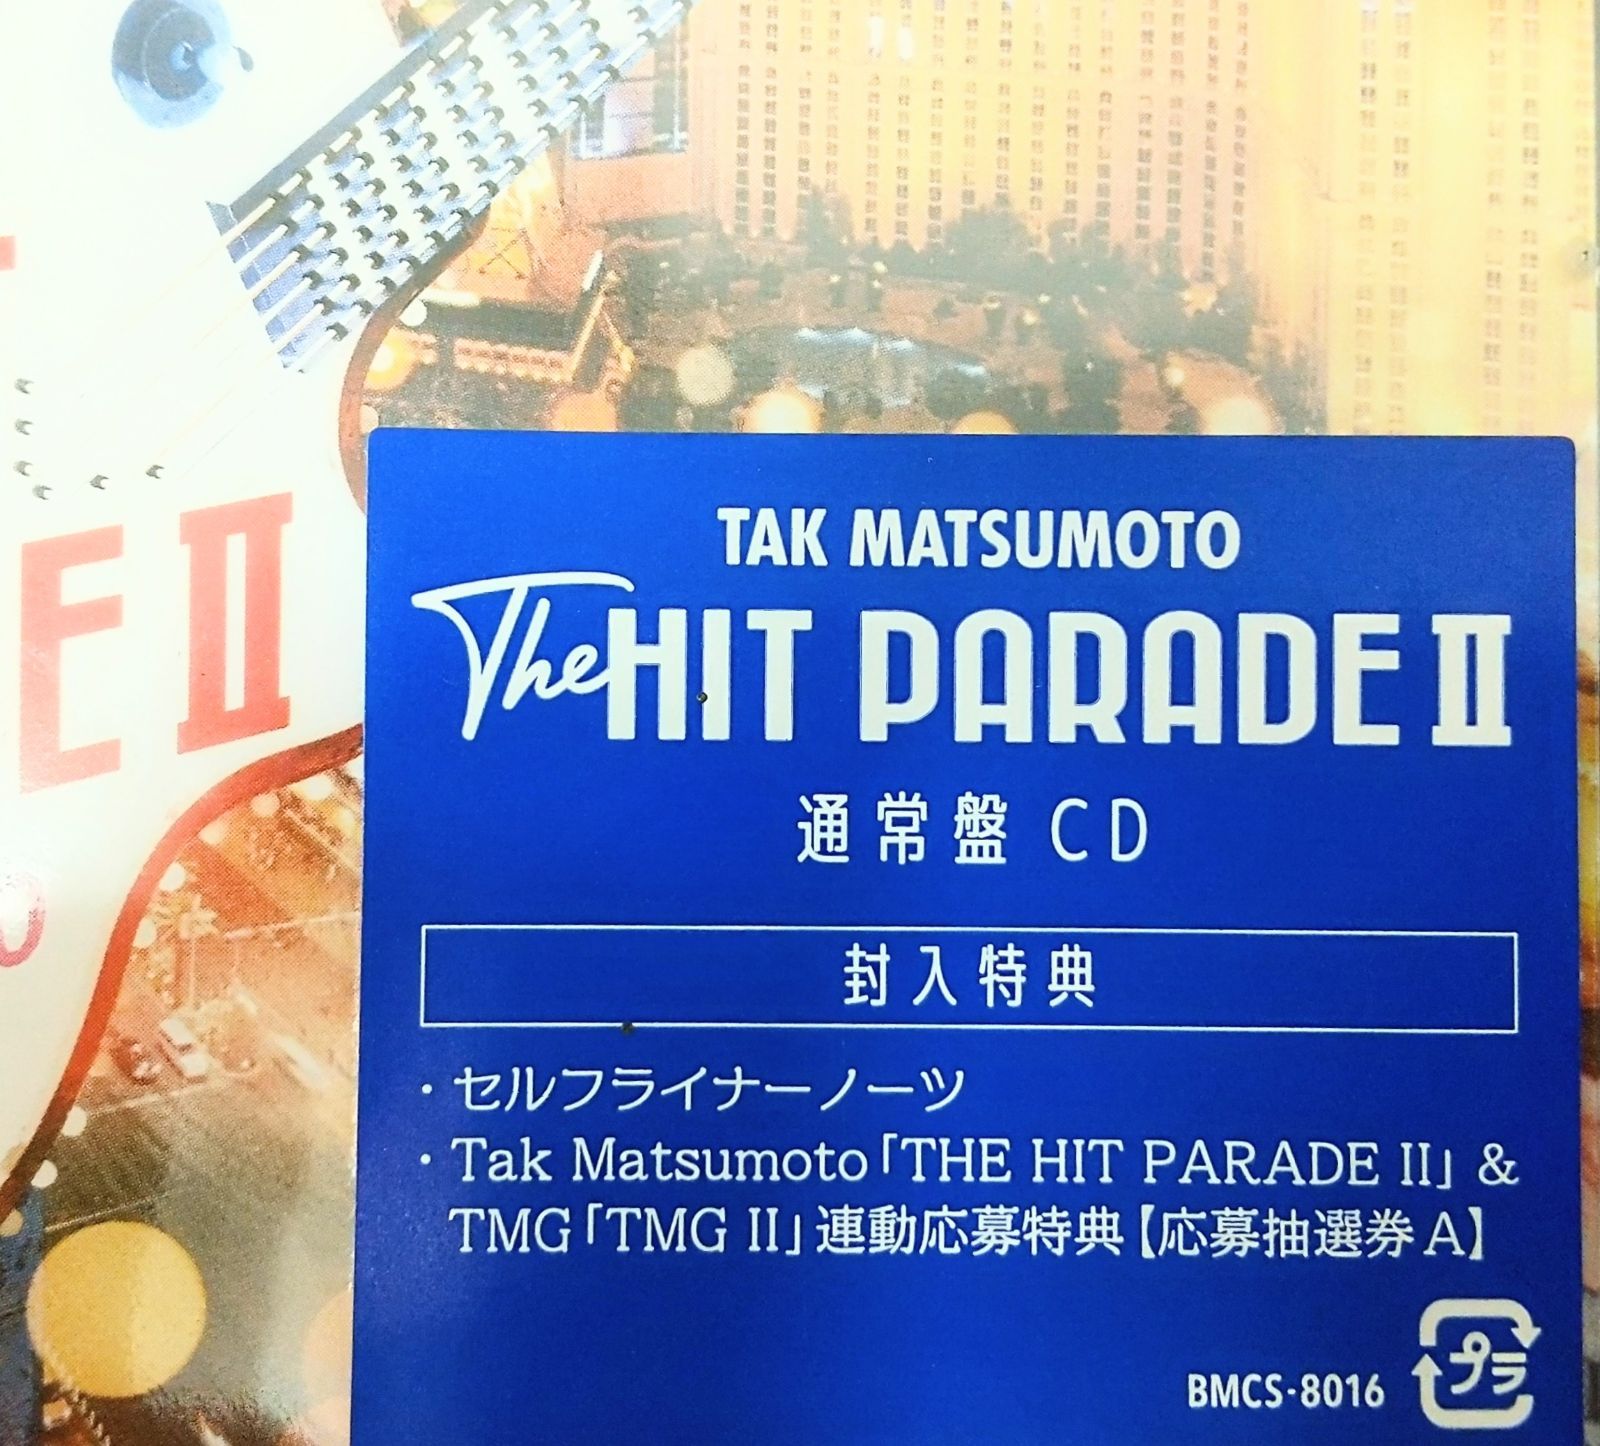 E II
TAK MATSUMOTO
The HIT PARADE II
通常盤 CD
封入特典
・セルフライナーノーツ
・Tak Matsumoto「THE HIT PARADE II」&
TMG「TMG II」連動応募特典【応募抽選券A】
プラ
BMCS-8016